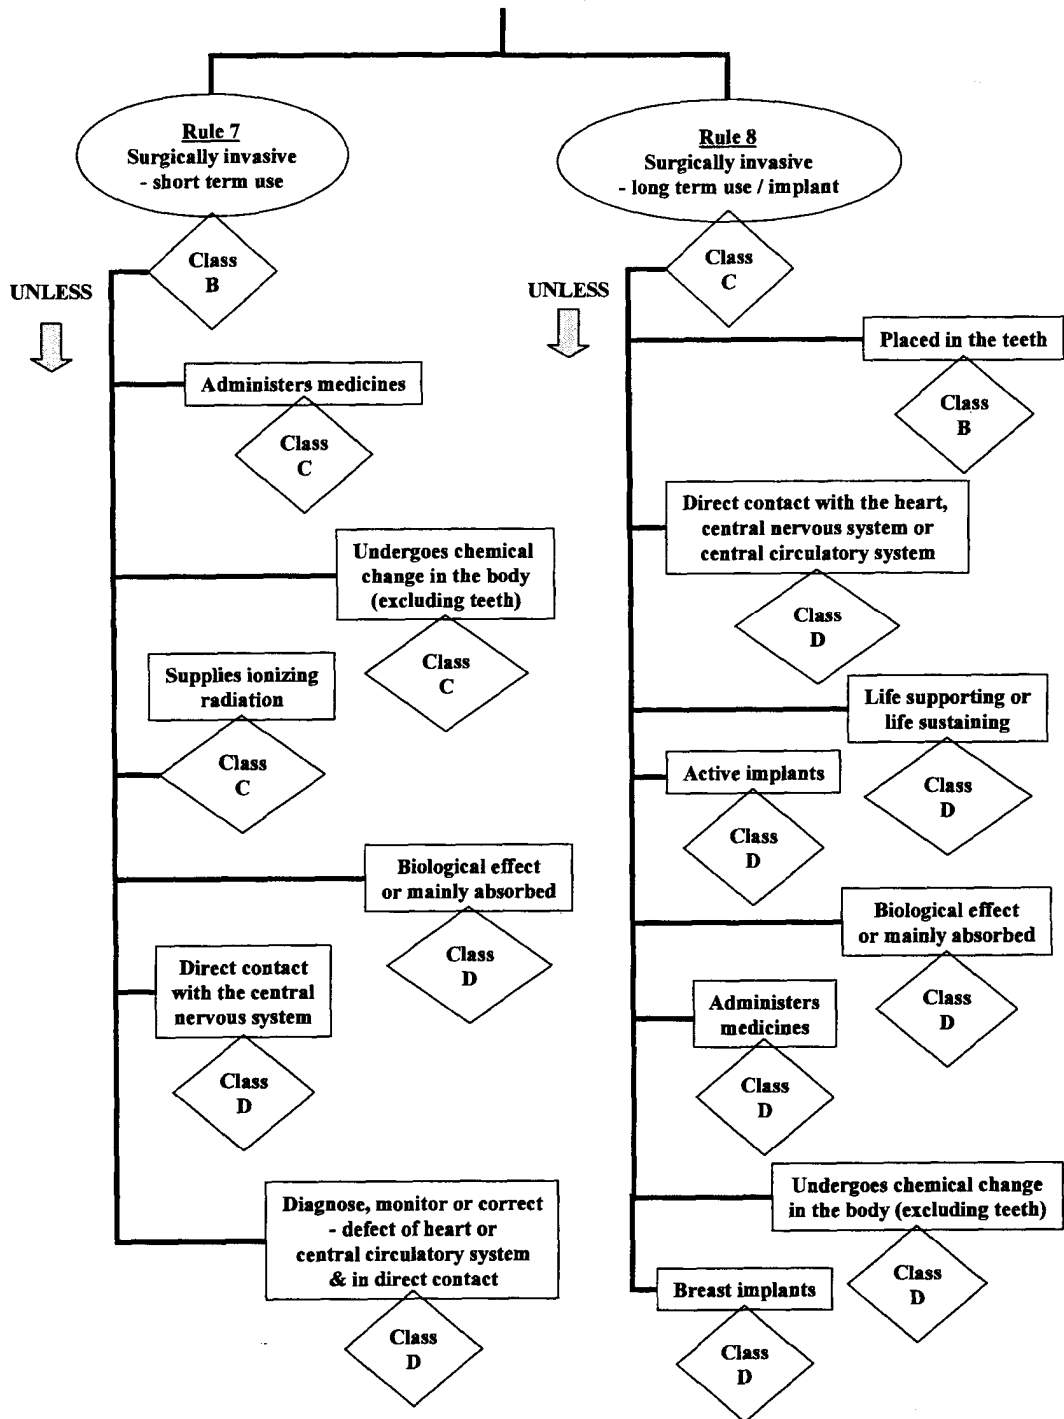 Rule 7
Surgically invasive
- short term use
Class
B
UNLESS
Administers medicines
Class
C
Undergoes chemical
change in the body
(excluding teeth)
Class
C
Supplies ionizing
radiation
Class
C
Biological effect
or mainly absorbed
Class
D
Direct contact
with the central
nervous system
Class
D
Diagnose, monitor or correct
- defect of heart or
central circulatory system
& in direct contact
Class
D
Rule 8
Surgically invasive
- long term use / implant
Class
C
UNLESS
Placed in the teeth
Class
B
Direct contact with the heart,
central nervous system or
central circulatory system
Class
D
Life supporting or
life sustaining
Class
D
Active implants
Class
D
Biological effect
or mainly absorbed
Class
D
Administers
medicines
Class
D
Undergoes chemical change
in the body (excluding teeth)
Class
D
Breast implants
Class
D